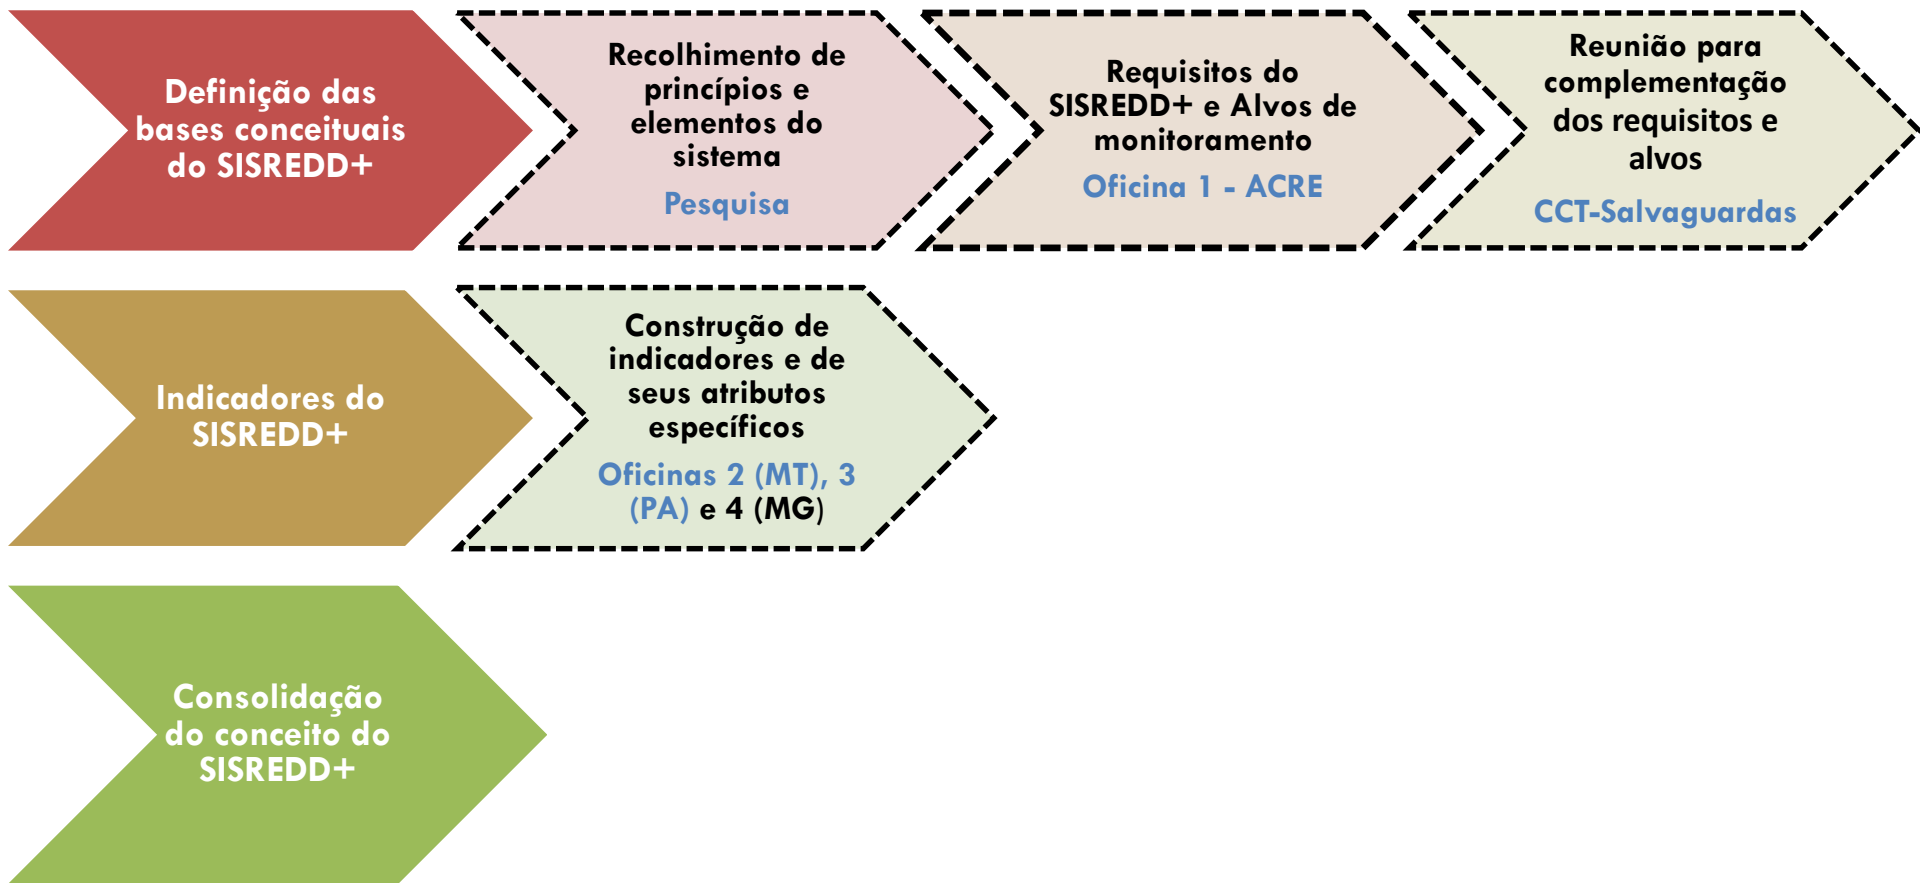 Definição das
bases conceituais
do SISREDD+
Recolhimento de
princípios e
elementos do
sistema
Pesquisa
Requisitos do
SISREDD+ e Alvos de
monitoramento
Oficina 1 - ACRE
Reunião para
complementação
dos requisitos e
alvos
CCT-Salvaguardas
Indicadores do
SISREDD+
Construção de
indicadores e de
seus atributos
específicos
Oficinas 2 (MT), 3
(PA) e 4 (MG)
Consolidação
do conceito do
SISREDD+